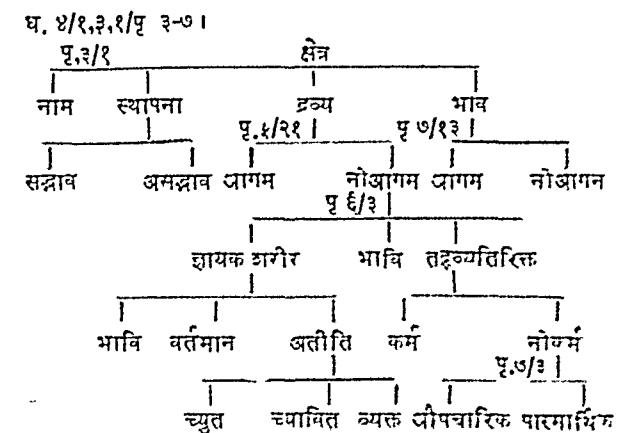 ध. ४/१,३,१/पृ ३-७।
पृ.३/१ क्षेत्र
नाम स्थापना द्रव्य भाव
पृ.५/२१ पृ ७/१३
सद्भाव असद्भाव आगम नोआगम आगम नोआगम
पृ ६/३
ज्ञायक शरीर भावि तद्व्यतिरिक्त
भावि वर्तमान अतीति कर्म नोकर्म
पृ.७/३
च्युत च्यावित व्यक्त औपचारिक पारमार्थिक